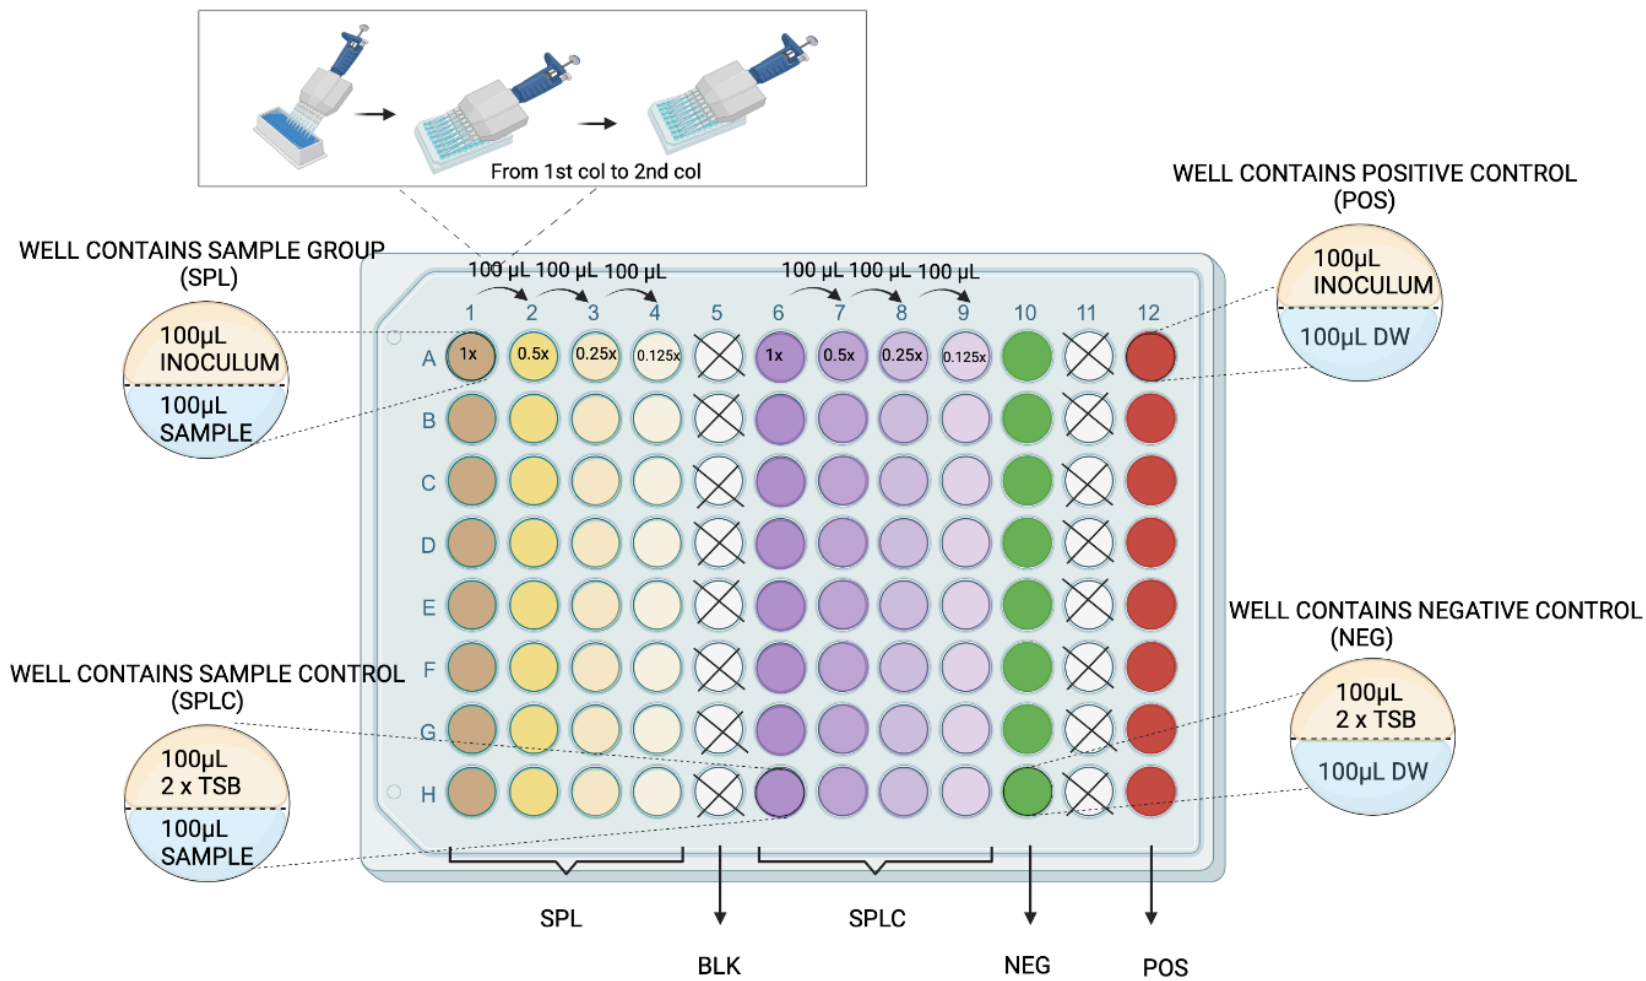 From 1st col to 2nd col
WELL CONTAINS POSITIVE CONTROL
(POS)
100µL
INOCULUM
100µL DW
WELL CONTAINS SAMPLE GROUP
(SPL)
100µL
INOCULUM
100µL
SAMPLE
100 µL 100 µL 100 µL 100 µL 100 µL 100 µL
1 2 3 4 5 6 7 8 9 10 11 12
A 1x 0.5x 0.25x 0.125x 1x 0.5x 0.25x 0.125x
B
C
D
E
F
G
H
WELL CONTAINS NEGATIVE CONTROL
(NEG)
100µL
2 x TSB
100µL DW
WELL CONTAINS SAMPLE CONTROL
(SPLC)
100µL
2 x TSB
100µL
SAMPLE
SPL SPLC
BLK NEG POS